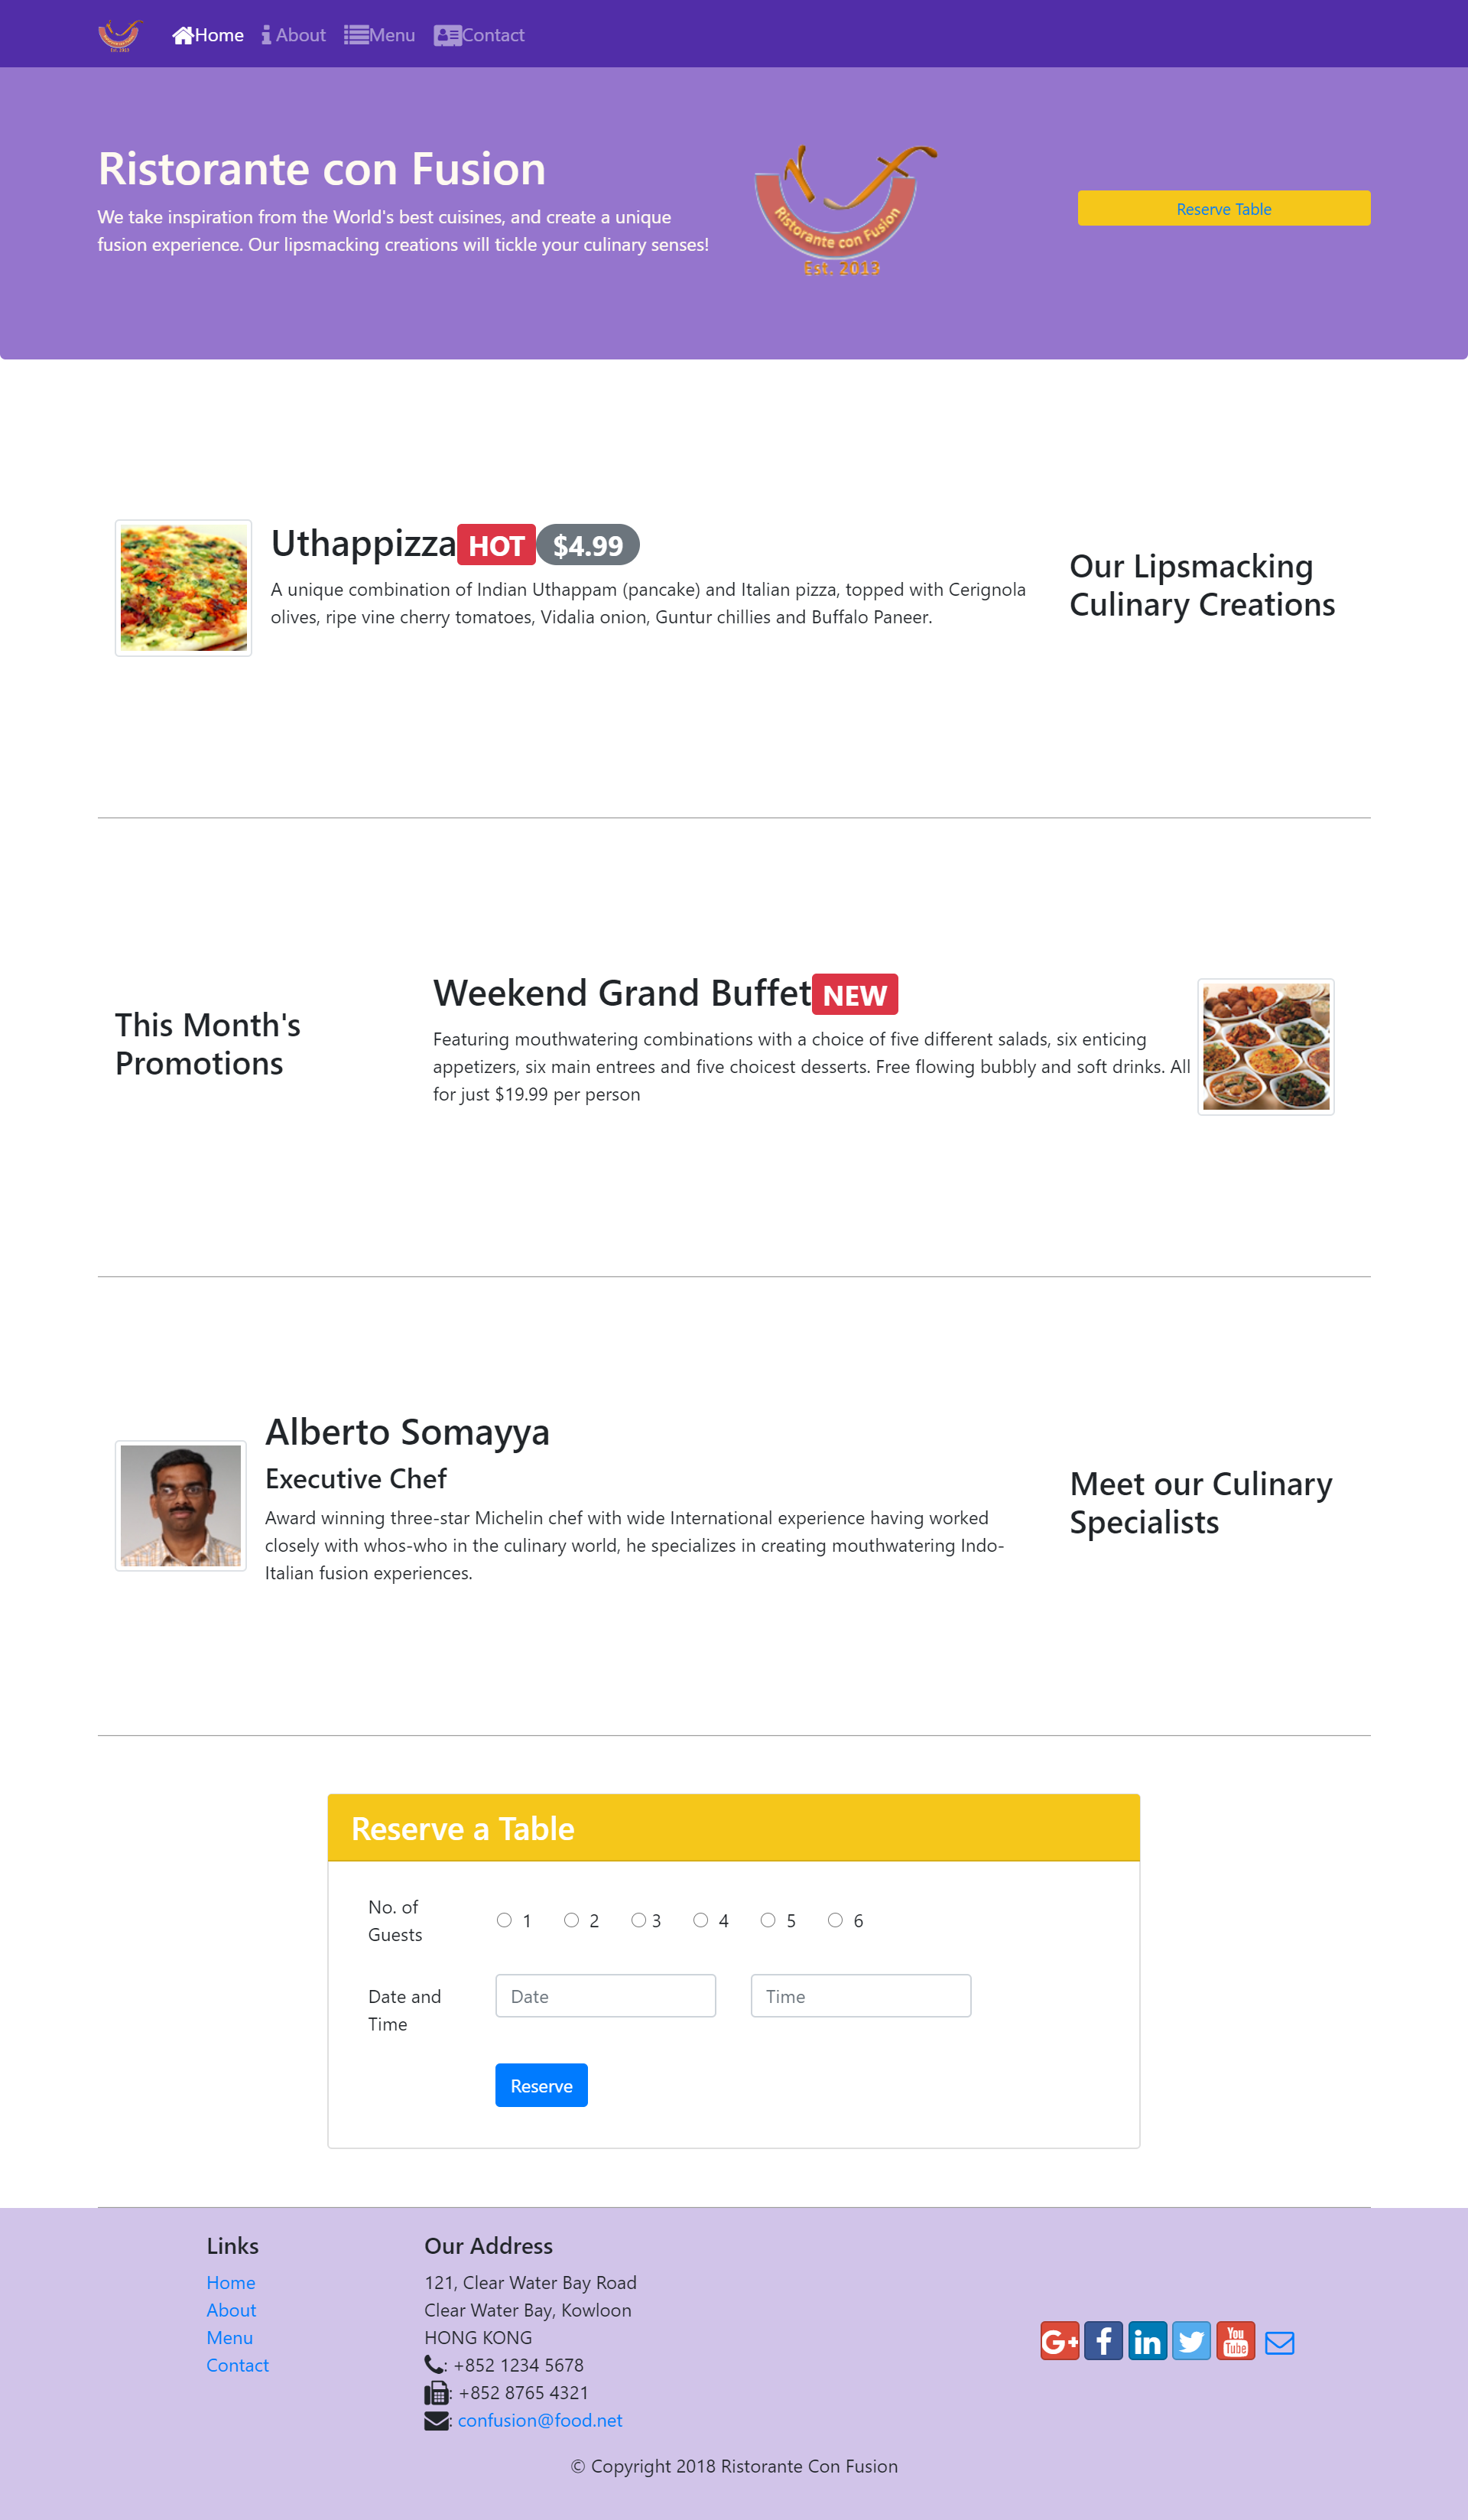 Home About Menu Contact
Ristorante con Fusion
We take inspiration from the World's best cuisines, and create a unique
fusion experience. Our lipsmacking creations will tickle your culinary senses!
Ristorante con Fusion
Est. 2013
Reserve Table
Uthappizza HOT $4.99
A unique combination of Indian Uthappam (pancake) and Italian pizza, topped with Cerignola
olives, ripe vine cherry tomatoes, Vidalia onion, Guntur chillies and Buffalo Paneer.
Our Lipsmacking
Culinary Creations
This Month's
Promotions
Weekend Grand Buffet NEW
Featuring mouthwatering combinations with a choice of five different salads, six enticing
appetizers, six main entrees and five choicest desserts. Free flowing bubbly and soft drinks. All
for just $19.99 per person
Alberto Somayya
Executive Chef
Award winning three-star Michelin chef with wide International experience having worked
closely with whos-who in the culinary world, he specializes in creating mouthwatering Indo-
Italian fusion experiences.
Meet our Culinary
Specialists
Reserve a Table
No. of
Guests
1 2 3 4 5 6
Date and
Time
Date Time
Reserve
Links
Home
About
Menu
Contact
Our Address
121, Clear Water Bay Road
Clear Water Bay, Kowloon
HONG KONG
: +852 1234 5678
: +852 8765 4321
: confusion@food.net
G+ f in You Tube
© Copyright 2018 Ristorante Con Fusion